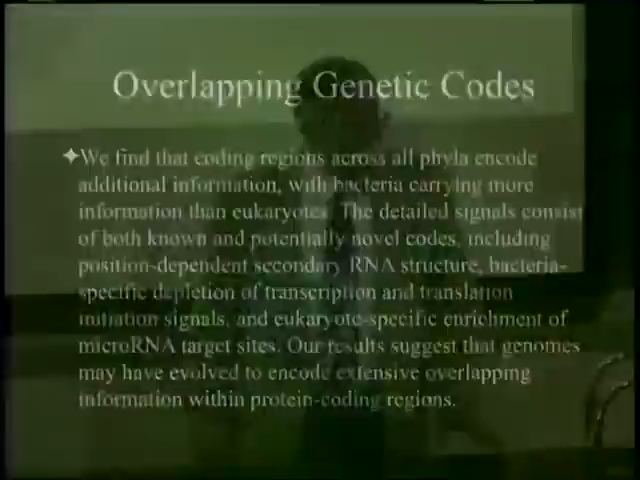 Overlapping Genetic Codes
✦We find that coding regions across all phyla encode
additional information, with bacteria carrying more
information than eukaryotes. The detailed signals consist
of both known and potentially novel codes, including
position-dependent secondary RNA structure, bacteria-
specific depletion of transcription and translation
initiation signals, and eukaryote-specific enrichment of
microRNA target sites. Our results suggest that genomes
may have evolved to encode extensive overlapping
information within protein-coding regions.